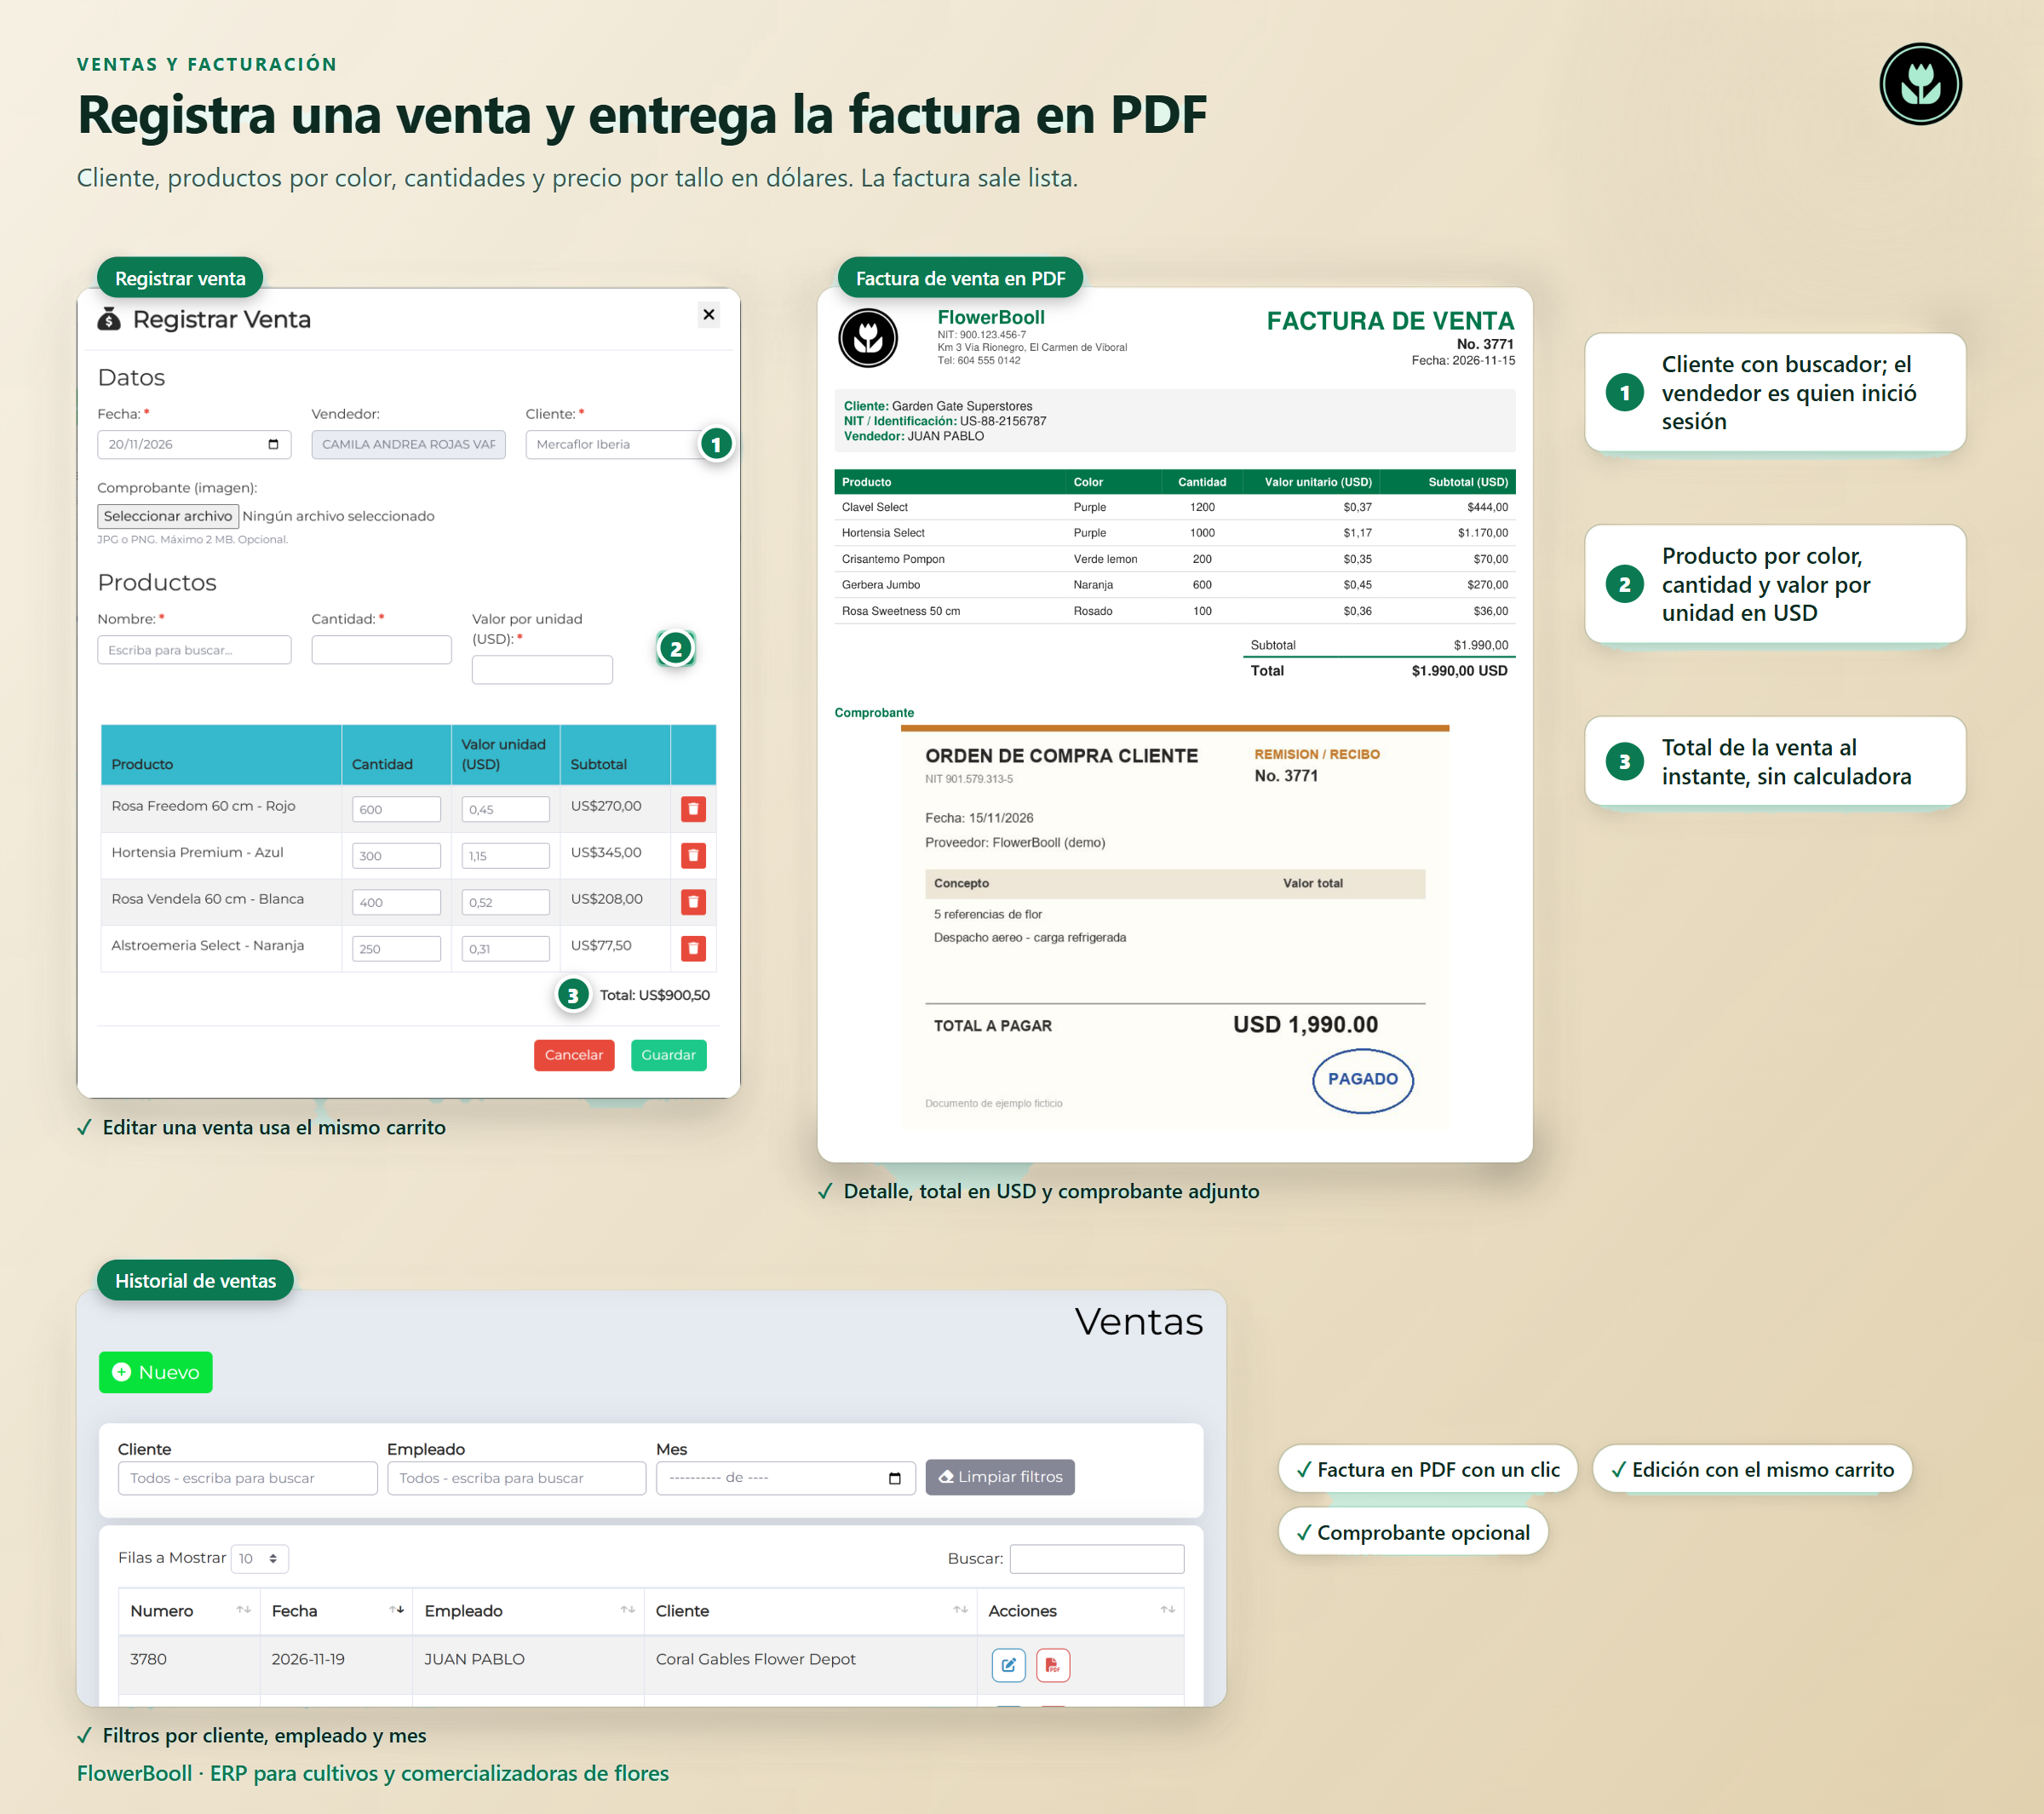 VENTAS Y FACTURACIÓN
Registra una venta y entrega la factura en PDF
Cliente, productos por color, cantidades y precio por tallo en dólares. La factura sale lista.
Registrar venta
Registrar Venta
Datos
Fecha: * Vendedor: Cliente: *
20/11/2026 CAMILA ANDREA ROJAS VAR Mercaflor Iberia 1
Comprobante (imagen):
Seleccionar archivo Ningún archivo seleccionado
JPG o PNG. Máximo 2 MB. Opcional.
Productos
Nombre: * Cantidad: * Valor por unidad (USD): *
Escriba para buscar... 2
Producto Cantidad Valor unidad (USD) Subtotal
Rosa Freedom 60 cm - Rojo 600 0,45 US$270,00
Hortensia Premium - Azul 300 1,15 US$345,00
Rosa Vendela 60 cm - Blanca 400 0,52 US$208,00
Alstroemeria Select - Naranja 250 0,31 US$77,50
3 Total: US$900,50
Cancelar Guardar
✓ Editar una venta usa el mismo carrito
Factura de venta en PDF
FlowerBooll
NIT: 900.123.456-7
Km 3 Via Rionegro, El Carmen de Viboral
Tel: 604 555 0142
FACTURA DE VENTA
No. 3771
Fecha: 2026-11-15
Cliente: Garden Gate Superstores
NIT / Identificación: US-88-2156787
Vendedor: JUAN PABLO
Producto Color Cantidad Valor unitario (USD) Subtotal (USD)
Clavel Select Purple 1200 $0,37 $444,00
Hortensia Select Purple 1000 $1,17 $1.170,00
Crisantemo Pompon Verde lemon 200 $0,35 $70,00
Gerbera Jumbo Naranja 600 $0,45 $270,00
Rosa Sweetness 50 cm Rosado 100 $0,36 $36,00
Subtotal $1.990,00
Total $1.990,00 USD
Comprobante
ORDEN DE COMPRA CLIENTE REMISION / RECIBO
NIT 901.579.313-5 No. 3771
Fecha: 15/11/2026
Proveedor: FlowerBooll (demo)
Concepto Valor total
5 referencias de flor
Despacho aereo - carga refrigerada
TOTAL A PAGAR USD 1,990.00
PAGADO
Documento de ejemplo ficticio
✓ Detalle, total en USD y comprobante adjunto
1 Cliente con buscador; el
vendedor es quien inició
sesión
2 Producto por color,
cantidad y valor por
unidad en USD
3 Total de la venta al
instante, sin calculadora
Historial de ventas
Ventas
Nuevo
Cliente Empleado Mes
Todos - escriba para buscar Todos - escriba para buscar ---------- de ---- Limpiar filtros
Filas a Mostrar 10 Buscar:
Numero Fecha Empleado Cliente Acciones
3780 2026-11-19 JUAN PABLO Coral Gables Flower Depot PDF
✓ Filtros por cliente, empleado y mes
✓ Factura en PDF con un clic ✓ Edición con el mismo carrito
✓ Comprobante opcional
FlowerBooll · ERP para cultivos y comercializadoras de flores